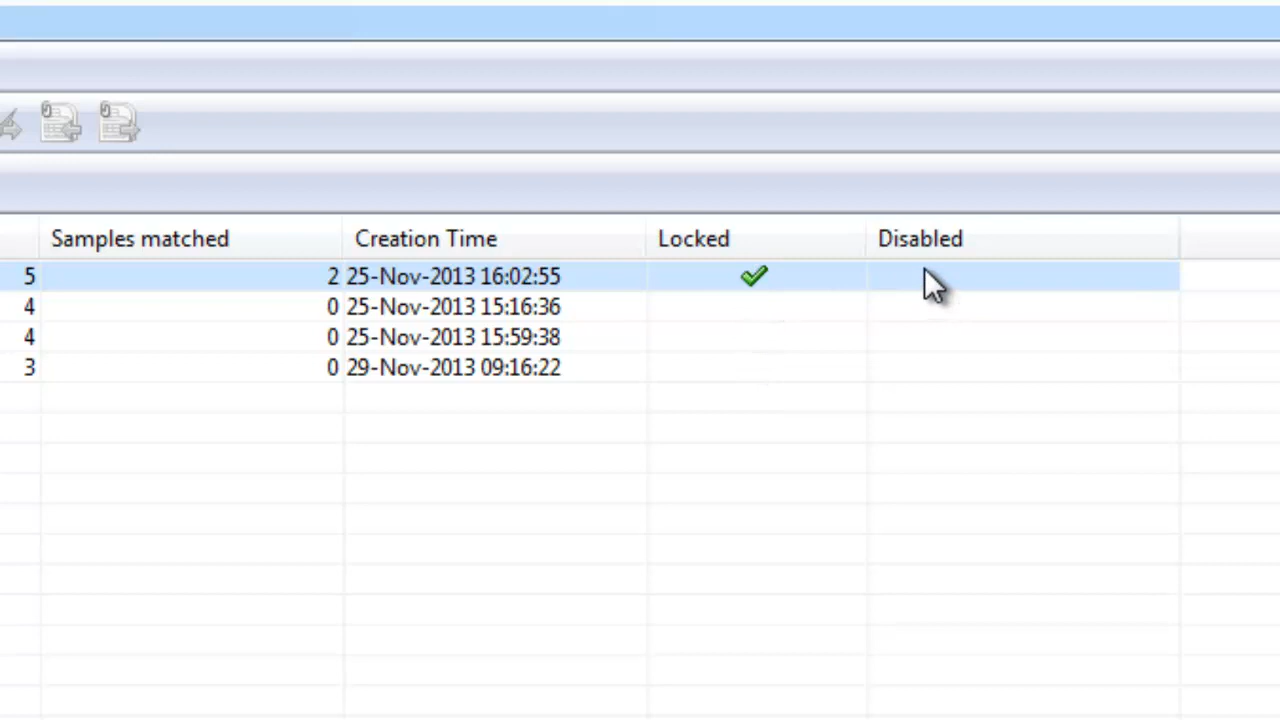 Samples matched Creation Time Locked Disabled
5 2 25-Nov-2013 16:02:55
4 0 25-Nov-2013 15:16:36
4 0 25-Nov-2013 15:59:38
3 0 29-Nov-2013 09:16:22